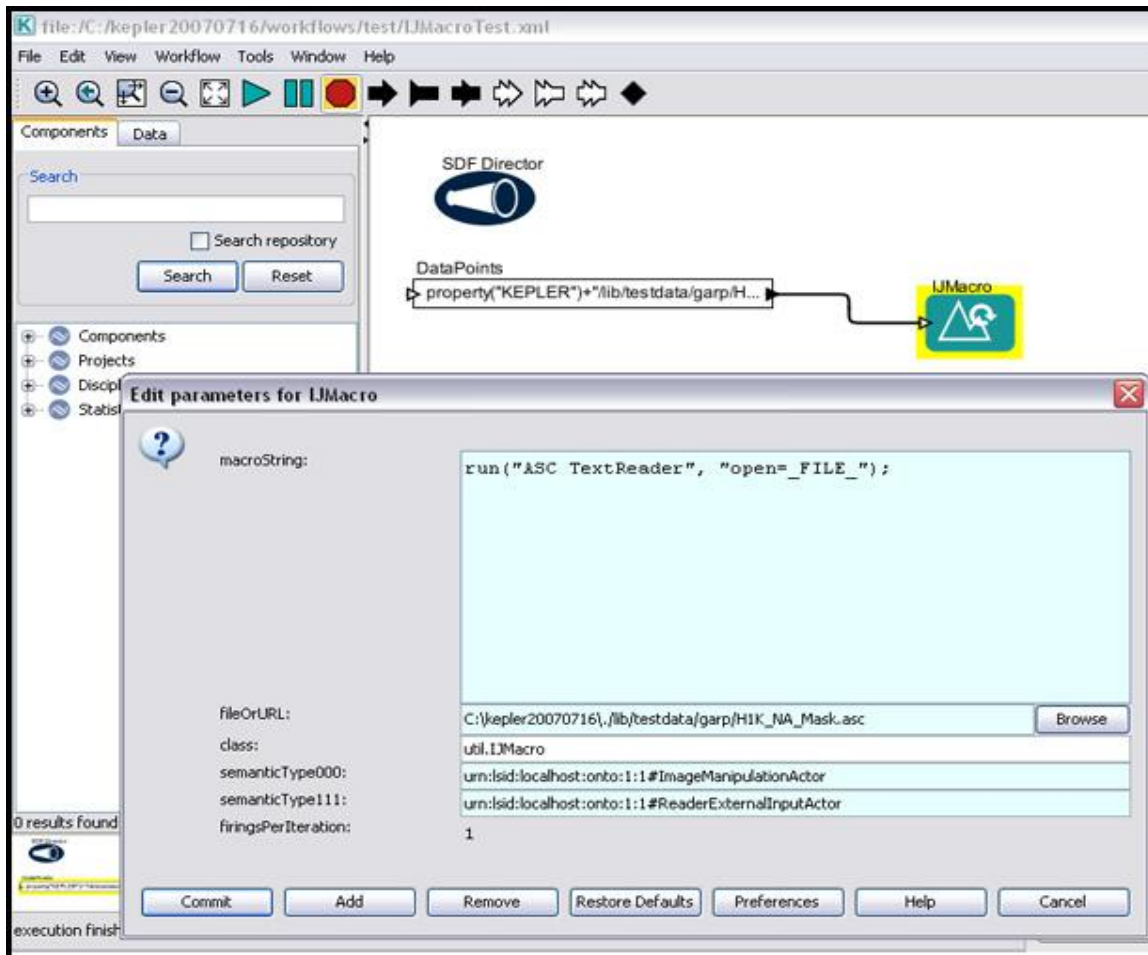 file:/C:/kepler20070716/workflows/test/IJMacroTest.xml
File Edit View Workflow Tools Window Help
Components Data
Search
Search repository
Search Reset
Components
Projects
Discipl
Statist
0 results found
execution finish
SDF Director
DataPoints
property("KEPLER")+"/lib/testdata/garp/H...
IJMacro
Edit parameters for IJMacro
macroString:
run("ASC TextReader", "open=_FILE_");
fileOrURL:
C:\kepler20070716\./lib/testdata/garp/H1K_NA_Mask.asc
Browse
class:
util.IJMacro
semanticType000:
urn:lsid:localhost:onto:1:1#ImageManipulationActor
semanticType111:
urn:lsid:localhost:onto:1:1#ReaderExternalInputActor
firingsPerIteration:
1
Commit Add Remove Restore Defaults Preferences Help Cancel